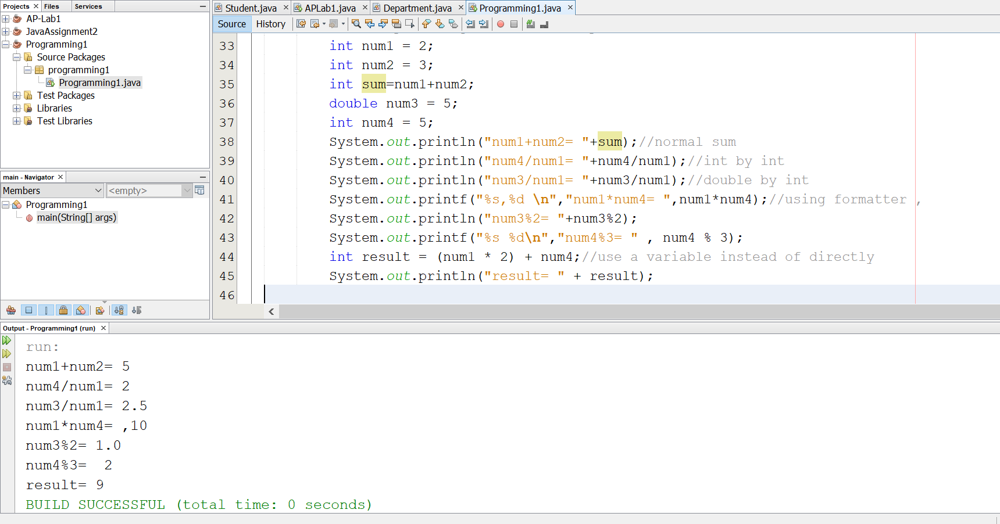 Projects Files Services
AP-Lab1
JavaAssignment2
Programming1
Source Packages
programming1
Programming1.java
Test Packages
Libraries
Test Libraries
main - Navigator
Members <empty>
Programming1
main(String[] args)
Student.java APLab1.java Department.java Programming1.java
Source History
33 int num1 = 2;
34 int num2 = 3;
35 int sum=num1+num2;
36 double num3 = 5;
37 int num4 = 5;
38 System.out.println("num1+num2= "+sum);//normal sum
39 System.out.println("num4/num1= "+num4/num1);//int by int
40 System.out.println("num3/num1= "+num3/num1);//double by int
41 System.out.printf("%s,%d \n","num1*num4= ",num1*num4);//using formatter ,
42 System.out.println("num3%2= "+num3%2);
43 System.out.printf("%s %d\n","num4%3= " , num4 % 3);
44 int result = (num1 * 2) + num4;//use a variable instead of directly
45 System.out.println("result= " + result);
46
Output - Programming1 (run)
run:
num1+num2= 5
num4/num1= 2
num3/num1= 2.5
num1*num4= ,10
num3%2= 1.0
num4%3=  2
result= 9
BUILD SUCCESSFUL (total time: 0 seconds)